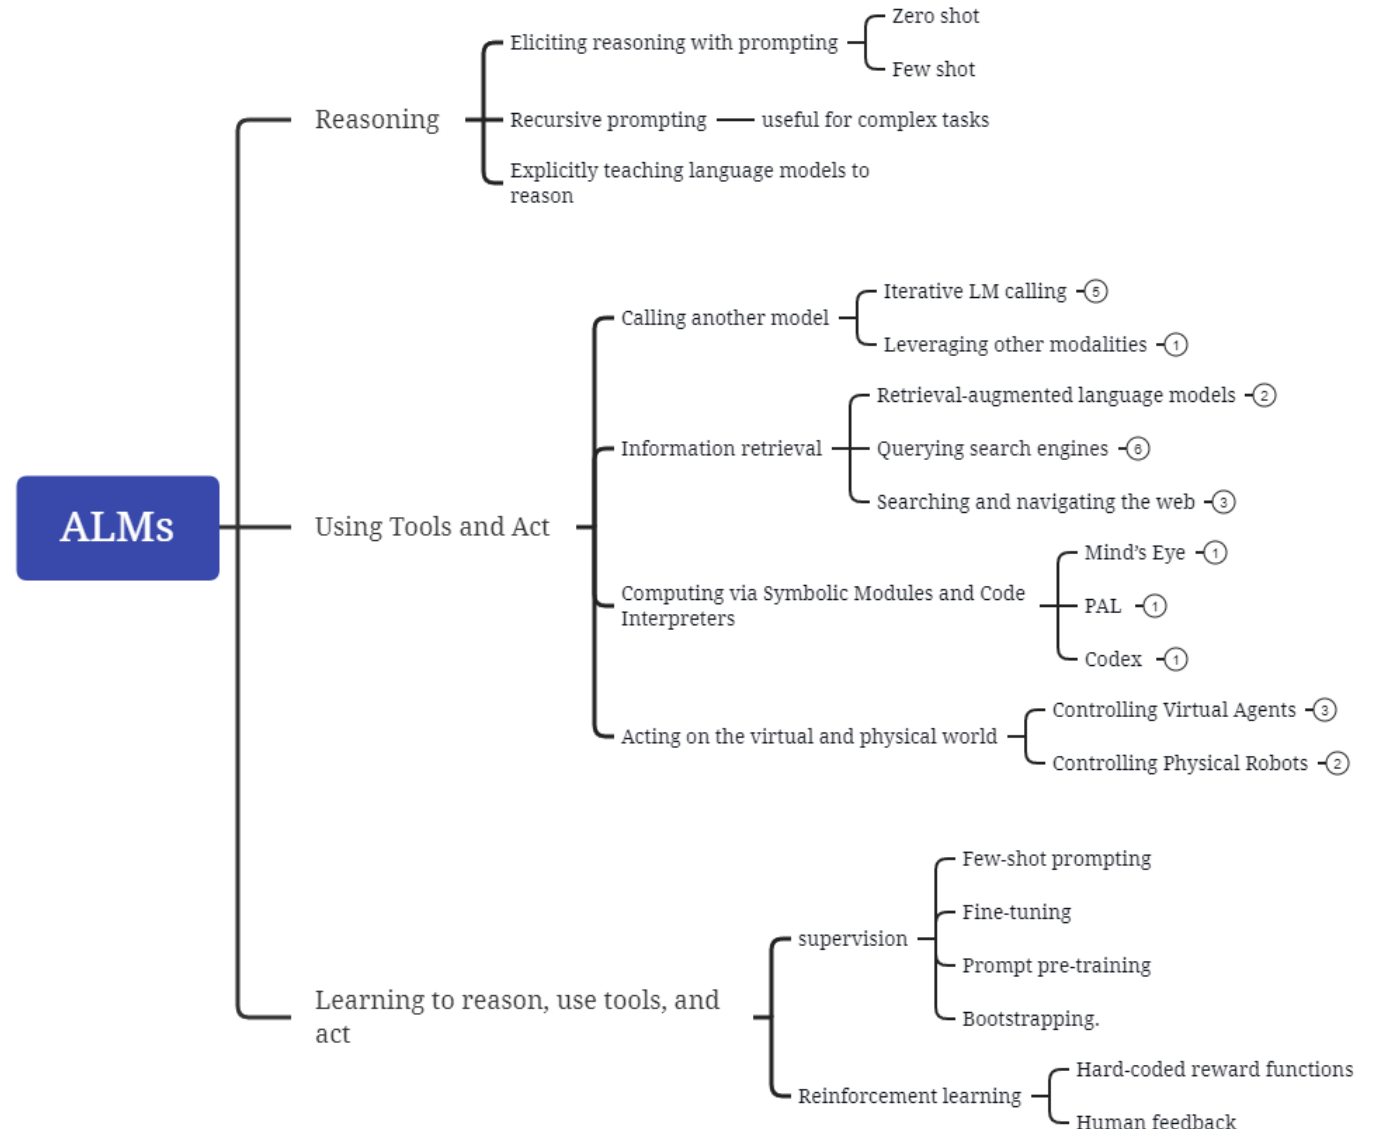 Zero shot
Eliciting reasoning with prompting
Few shot
Reasoning
Recursive prompting
useful for complex tasks
Explicitly teaching language models to
reason
Iterative LM calling
5
Calling another model
Leveraging other modalities
1
Retrieval-augmented language models
2
Information retrieval
Querying search engines
6
Searching and navigating the web
3
ALMs
Using Tools and Act
Mind’s Eye
1
Computing via Symbolic Modules and Code
Interpreters
PAL
1
Codex
1
Controlling Virtual Agents
3
Acting on the virtual and physical world
Controlling Physical Robots
2
Few-shot prompting
Fine-tuning
supervision
Prompt pre-training
Learning to reason, use tools, and
act
Bootstrapping.
Hard-coded reward functions
Reinforcement learning
Human feedback